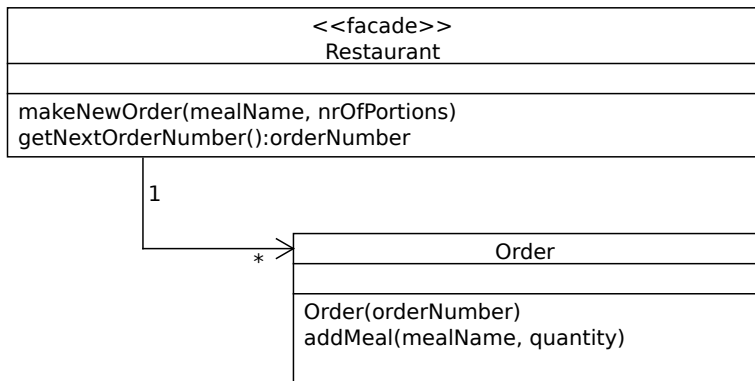 <<facade>>
Restaurant
makeNewOrder(mealName, nrOfPortions)
getNextOrderNumber():orderNumber
1
*
Order
Order(orderNumber)
addMeal(mealName, quantity)